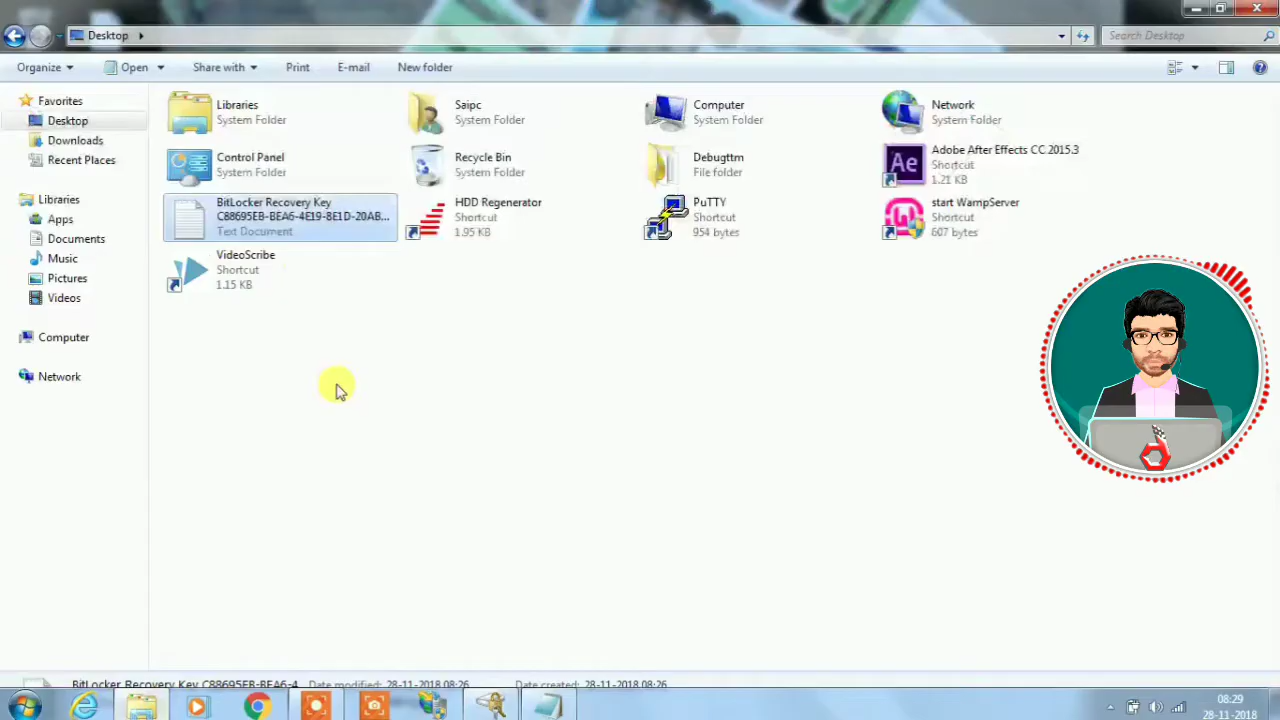 Desktop
Search Desktop
Organize
Open
Share with
Print
E-mail
New folder
Favorites
Desktop
Downloads
Recent Places
Libraries
Apps
Documents
Music
Pictures
Videos
Computer
Network
Libraries
System Folder
Saipc
System Folder
Computer
System Folder
Network
System Folder
Control Panel
System Folder
Recycle Bin
System Folder
Debugttm
File folder
Adobe After Effects CC.2015.3
Shortcut
1.21 KB
BitLocker Recovery Key
C88695EB-BEA6-4E19-8E1D-20AB...
Text Document
HDD Regenerator
Shortcut
1.95 KB
PuTTY
Shortcut
954 bytes
start WampServer
Shortcut
607 bytes
VideoScribe
Shortcut
1.15 KB
Ae
BitLocker Recovery Key C88695EB-BEA6-4... Date modified: 28-11-2018 08:26 Date created: 28-11-2018 08:26
08:29
28-11-2018